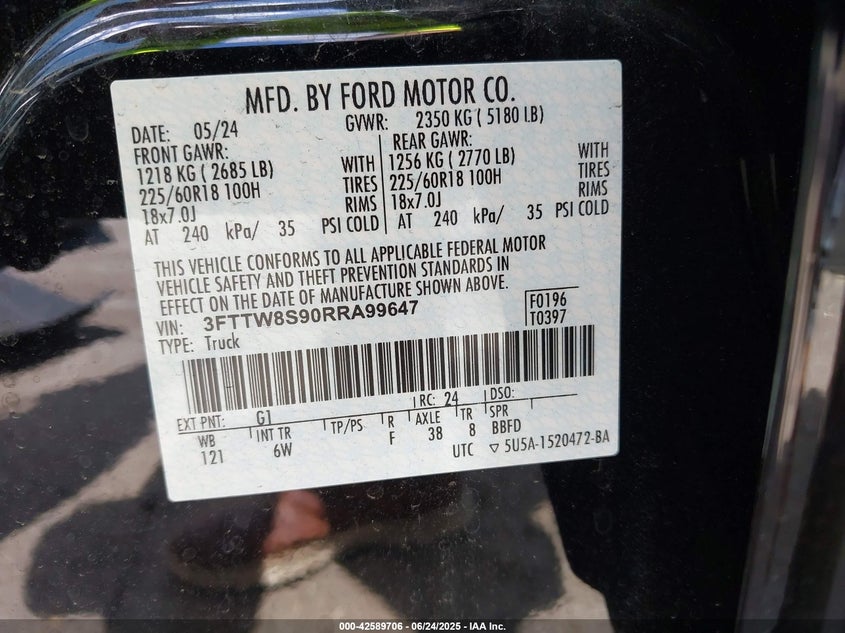 MFD. BY FORD MOTOR CO.
DATE: 05/24 GVWR: 2350 KG ( 5180 LB)
FRONT GAWR: REAR GAWR:
1218 KG ( 2685 LB) WITH 1256 KG ( 2770 LB) WITH
225/60R18 100H TIRES 225/60R18 100H TIRES
18x7.0J RIMS 18x7.0J RIMS
AT 240 kPa/ 35 PSI COLD AT 240 kPa/ 35 PSI COLD
THIS VEHICLE CONFORMS TO ALL APPLICABLE FEDERAL MOTOR
VEHICLE SAFETY AND THEFT PREVENTION STANDARDS IN
EFFECT ON THE DATE OF MANUFACTURE SHOWN ABOVE.
VIN: 3FTTW8S90RRA99647 F0196
TYPE: Truck T0397
EXT PNT: G1 RC: 24 DSO:
WB INT TR TP/PS R AXLE TR SPR
121 6W F 38 8 BBFD
UTC ▽ 5U5A-1520472-BA
000-42589706 - 06/24/2025 - IAA Inc.